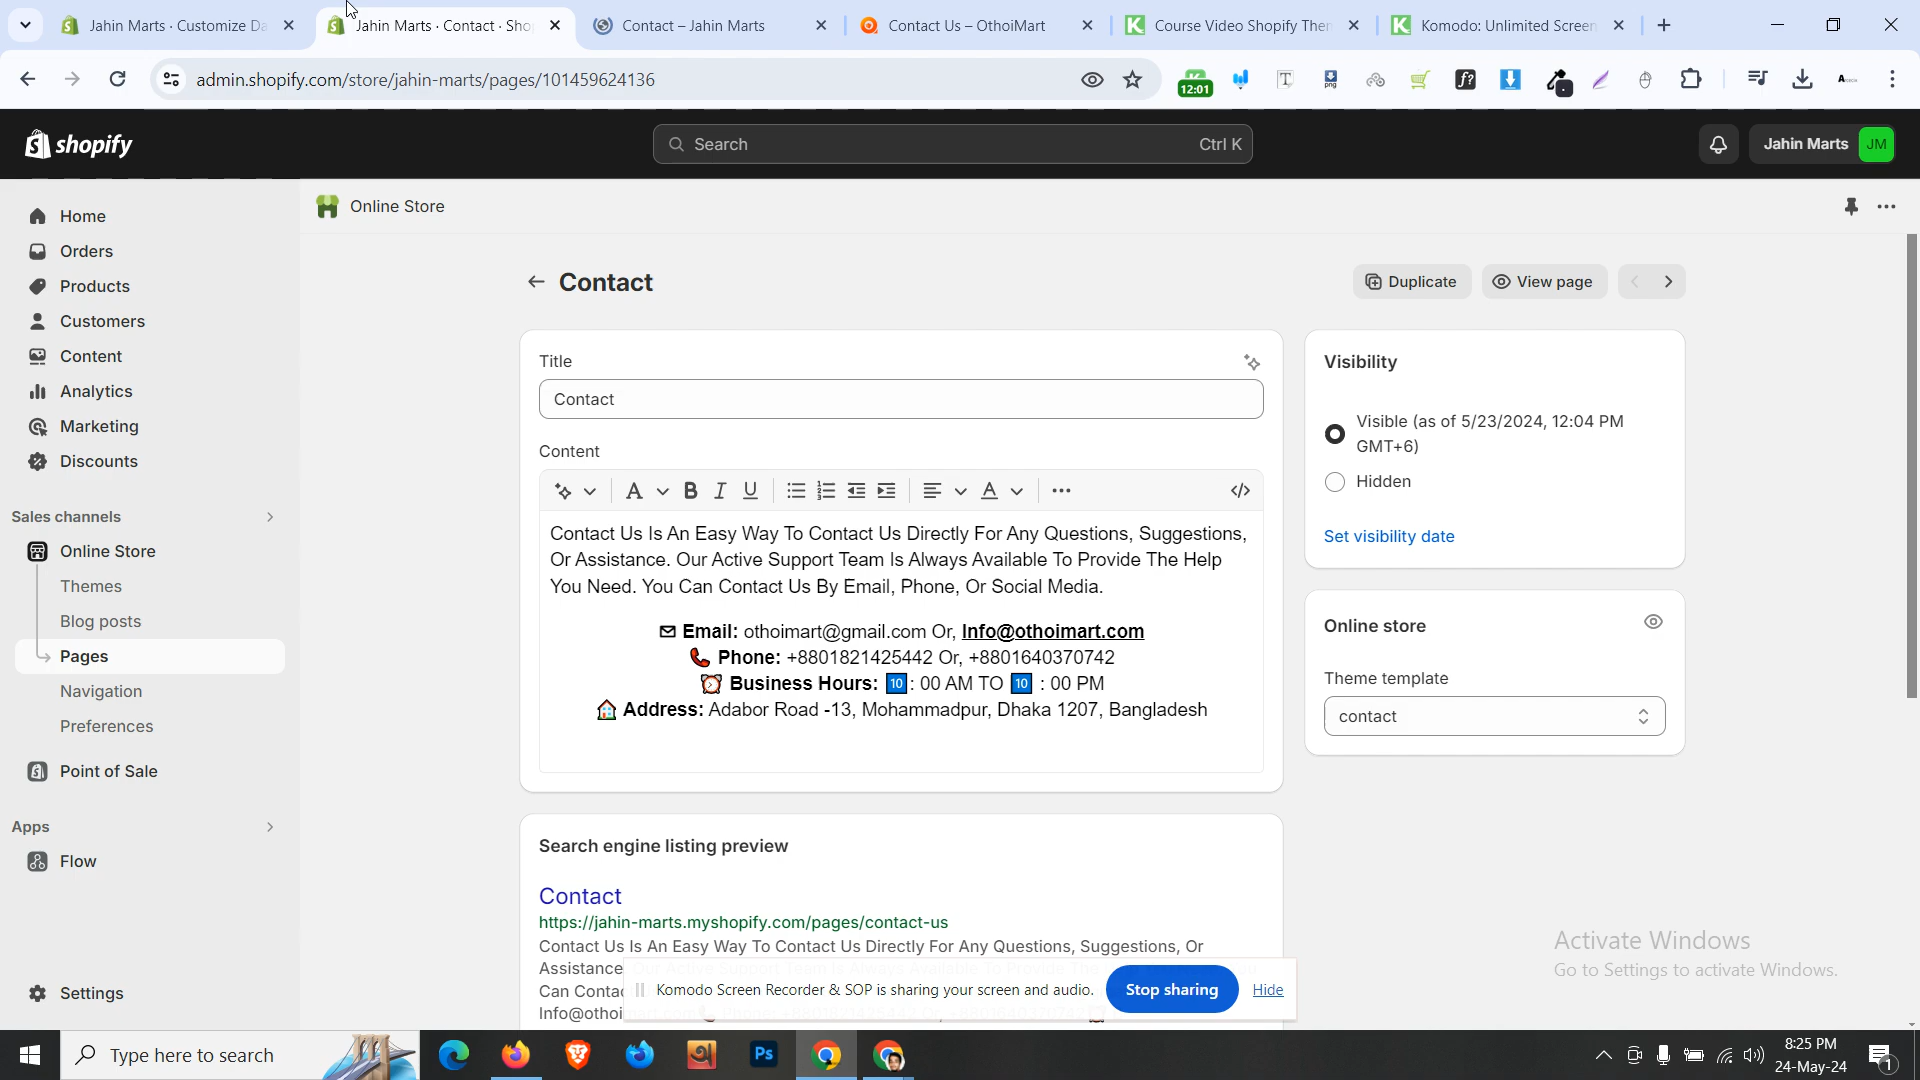 Jahin Marts · Customize Da
Jahin Marts · Contact · Sho
Contact – Jahin Marts
Contact Us – OthoiMart
Course Video Shopify Then
Komodo: Unlimited Screen
admin.shopify.com/store/jahin-marts/pages/101459624136
12:01
shopify
Search
Ctrl K
Jahin Marts
JM
Home
Orders
Products
Customers
Content
Analytics
Marketing
Discounts
Sales channels
Online Store
Themes
Blog posts
Pages
Navigation
Preferences
Point of Sale
Apps
Flow
Settings
Online Store
Contact
Duplicate
View page
Title
Contact
Content
Contact Us Is An Easy Way To Contact Us Directly For Any Questions, Suggestions,
Or Assistance. Our Active Support Team Is Always Available To Provide The Help
You Need. You Can Contact Us By Email, Phone, Or Social Media.
✉ Email: othoimart@gmail.com Or, Info@othoimart.com
📞 Phone: +8801821425442 Or, +8801640370742
⏰ Business Hours: 🔟: 00 AM TO 🔟 : 00 PM
🏠 Address: Adabor Road -13, Mohammadpur, Dhaka 1207, Bangladesh
Search engine listing preview
Contact
https://jahin-marts.myshopify.com/pages/contact-us
Contact Us Is An Easy Way To Contact Us Directly For Any Questions, Suggestions, Or
Assistance
Can Contac
Info@othoi
Visibility
Visible (as of 5/23/2024, 12:04 PM
GMT+6)
Hidden
Set visibility date
Online store
Theme template
contact
Activate Windows
Go to Settings to activate Windows.
Komodo Screen Recorder & SOP is sharing your screen and audio.
Stop sharing
Hide
Type here to search
Ps
8:25 PM
24-May-24
1